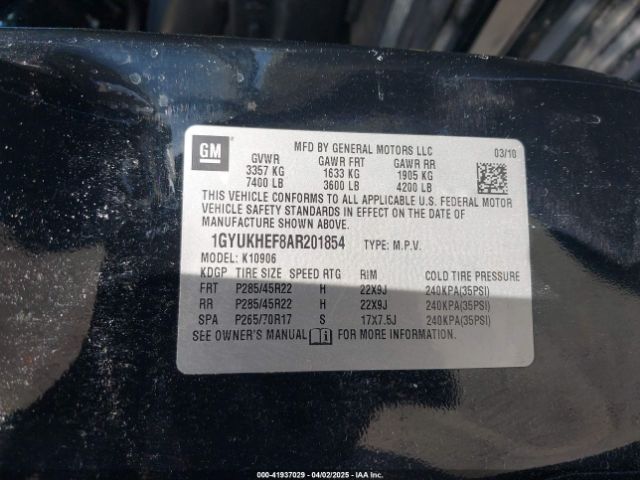 GM
MFD BY GENERAL MOTORS LLC 03/10
GVWR GAWR FRT GAWR RR
3357 KG 1633 KG 1905 KG
7400 LB 3600 LB 4200 LB
THIS VEHICLE CONFORMS TO ALL APPLICABLE U.S. FEDERAL MOTOR
VEHICLE SAFETY STANDARDS IN EFFECT ON THE DATE OF
MANUFACTURE SHOWN ABOVE.
1GYUKHEF8AR201854 TYPE: M.P.V.
MODEL: K10906
KDGP TIRE SIZE SPEED RTG RIM COLD TIRE PRESSURE
FRT P285/45R22 H 22X9J 240KPA(35PSI)
RR P285/45R22 H 22X9J 240KPA(35PSI)
SPA P265/70R17 S 17X7.5J 240KPA(35PSI)
SEE OWNER'S MANUAL FOR MORE INFORMATION.
000-41937029 04/02/2025 IAA Inc.